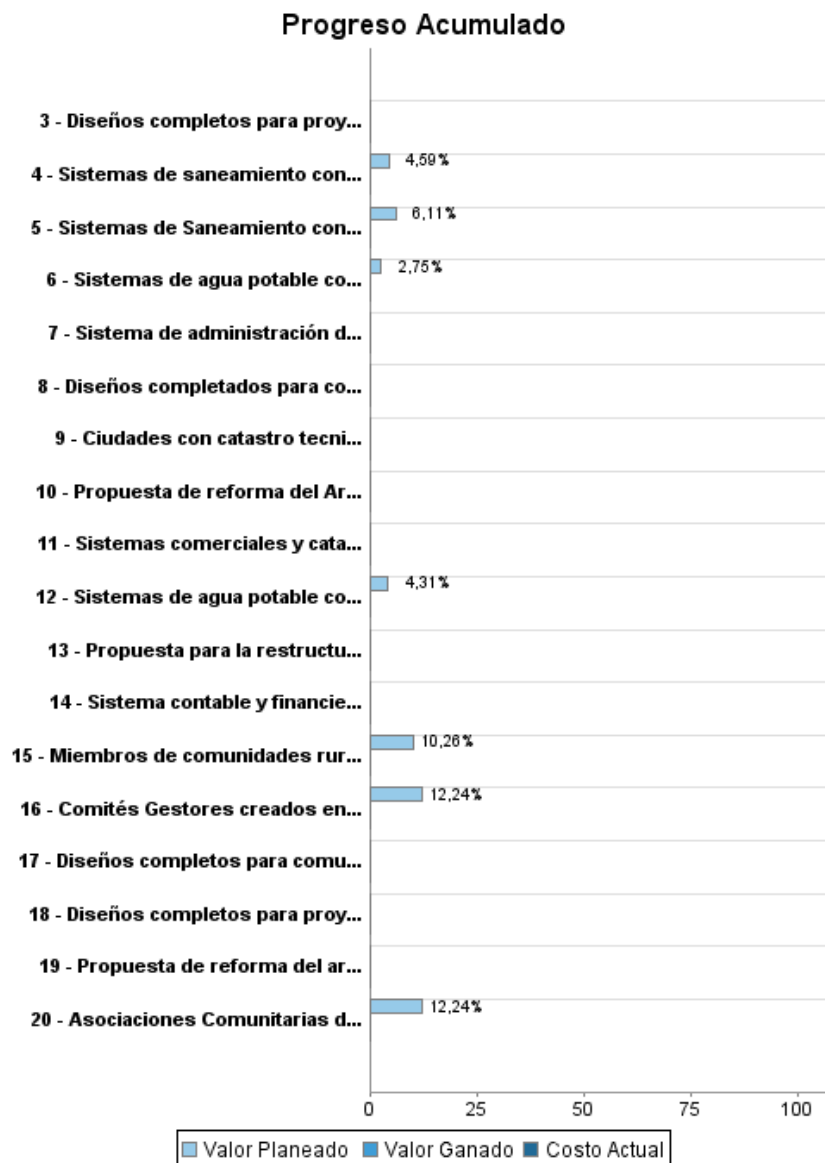 Progreso Acumulado
3 - Diseños completos para proy...
4 - Sistemas de saneamiento con...
4,59%
5 - Sistemas de Saneamiento con...
6,11%
6 - Sistemas de agua potable co...
2,75%
7 - Sistema de administración d...
8 - Diseños completados para co...
9 - Ciudades con catastro tecni...
10 - Propuesta de reforma del Ar...
11 - Sistemas comerciales y cata...
12 - Sistemas de agua potable co...
4,31%
13 - Propuesta para la restructu...
14 - Sistema contable y financie...
15 - Miembros de comunidades rur...
10,26%
16 - Comités Gestores creados en...
12,24%
17 - Diseños completos para comu...
18 - Diseños completos para proy...
19 - Propuesta de reforma del ar...
20 - Asociaciones Comunitarias d...
12,24%
0 25 50 75 100
Valor Planeado Valor Ganado Costo Actual